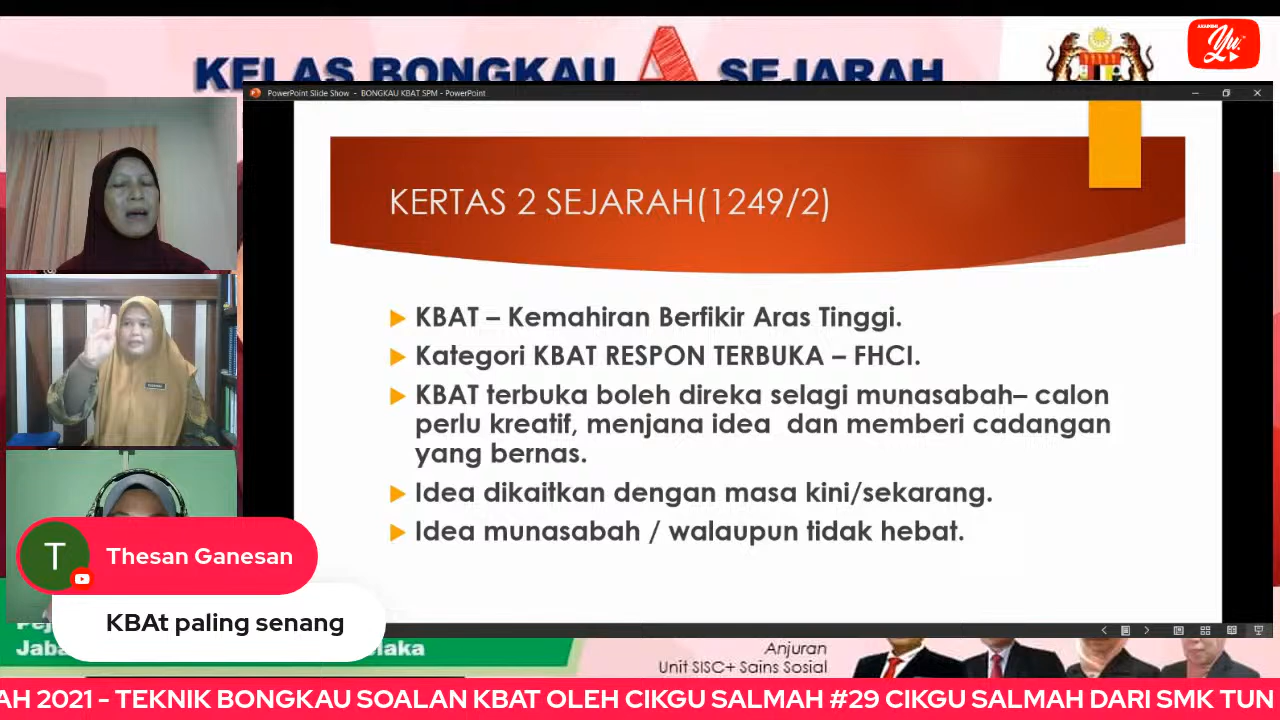 KELAS BONGKAU A SEJARAH
AKADEMI
Yu
PowerPoint Slide Show - BONGKAU KBAT SPM - PowerPoint
KERTAS 2 SEJARAH(1249/2)
KBAT – Kemahiran Berfikir Aras Tinggi.
Kategori KBAT RESPON TERBUKA – FHCI.
KBAT terbuka boleh direka selagi munasabah– calon
perlu kreatif, menjana idea dan memberi cadangan
yang bernas.
Idea dikaitkan dengan masa kini/sekarang.
Idea munasabah / walaupun tidak hebat.
T
Thesan Ganesan
KBAt paling senang
Anjuran
Unit SISC+ Sains Sosial
AH 2021 - TEKNIK BONGKAU SOALAN KBAT OLEH CIKGU SALMAH #29 CIKGU SALMAH DARI SMK TUN